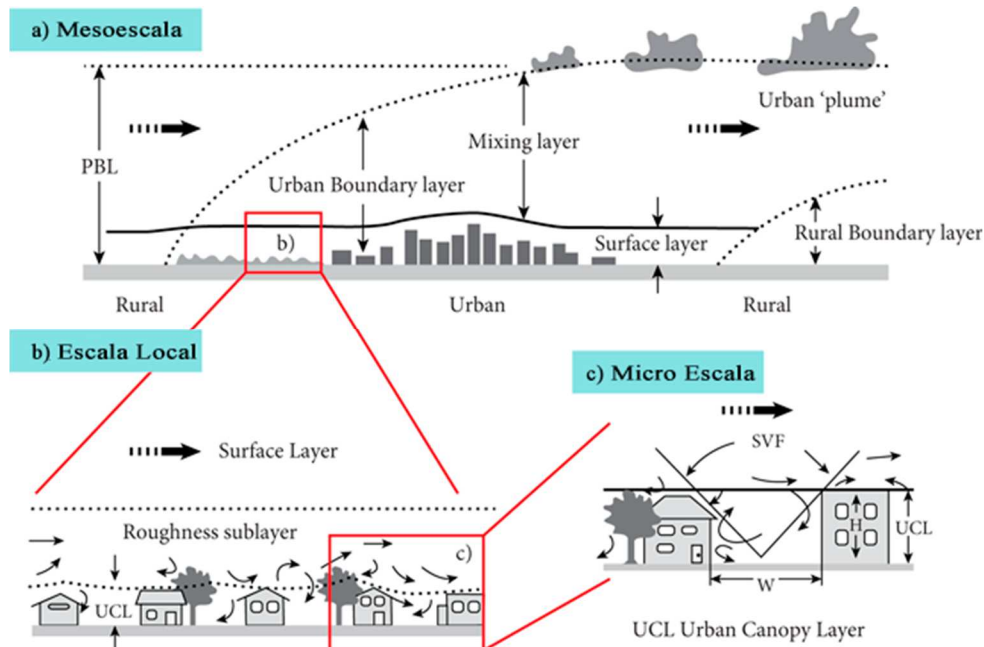 a) Mesoescala
Urban 'plume'
Mixing layer
PBL
Urban Boundary layer
b)
Surface layer
Rural Boundary layer
Rural
Urban
Rural
b) Escala Local
c) Micro Escala
Surface Layer
SVF
Roughness sublayer
c)
UCL
H
UCL
W
UCL Urban Canopy Layer